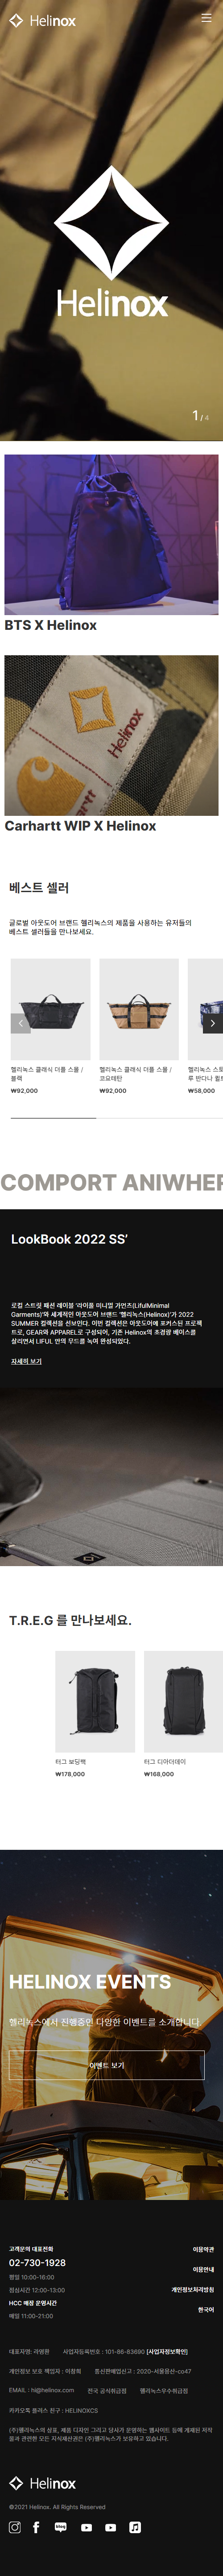 Helinox
Helinox
1 / 4
BTS X Helinox
Helinox
carhartt
Carhartt WIP X Helinox
베스트 셀러
글로벌 아웃도어 브랜드 헬리녹스의 제품을 사용하는 유저들의
베스트 셀러들을 만나보세요.
헬리녹스 클래식 더플 스몰 /
블랙
₩92,000
헬리녹스 클래식 더플 스몰 /
코요테탄
₩92,000
헬리녹스 스토
루 반다나 퀼트
₩58,000
COMPORT ANIWHER
LookBook 2022 SS’
로컬 스트릿 패션 레이블 ‘라이풀 미니멀 가먼츠(LifulMinimal
Garments)’와 세계적인 아웃도어 브랜드 ‘헬리녹스(Helinox)’가 2022
SUMMER 컬렉션을 선보인다. 이번 컬렉션은 아웃도어에 포커스된 프로젝
트로, GEAR와 APPAREL로 구성되어, 기존 Helinox의 초경량 베이스를
살리면서 LIFUL 만의 무드를 녹여 완성되었다.
자세히 보기
T.R.E.G 를 만나보세요.
터그 보딩백
₩178,000
터그 디아더데이
₩168,000
HELINOX EVENTS
헬리녹스에서 진행중인 다양한 이벤트를 소개합니다.
이벤트 보기
고객문의 대표전화
02-730-1928
평일 10:00-16:00
점심시간 12:00-13:00
HCC 매장 운영시간
매일 11:00-21:00
이용약관
이용안내
개인정보처리방침
한국어
대표자명: 라영환 사업자등록번호 : 101-86-83690 [사업자정보확인]
개인정보 보호 책임자 : 이창희 통신판매업신고 : 2020-서울용산-co47
EMAIL : hi@helinox.com 전국 공식취급점 헬리녹스우수취급점
카카오톡 플러스 친구 : HELINOXCS
(주)헬리녹스의 상표, 제품 디자인 그리고 당사가 운영하는 웹사이트 등에 게재된 저작
물과 관련한 모든 지식재산권은 (주)헬리녹스가 보유하고 있습니다.
Helinox
©2021 Helinox. All Rights Reserved
blog